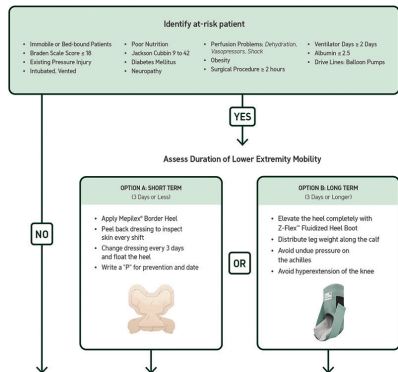 Identify at-risk patient
• Immobile or Bed-bound Patients
• Braden Scale Score ≤ 18
• Existing Pressure Injury
• Intubated, Vented
• Poor Nutrition
• Jackson Cubbin 9 to 42
• Diabetes Mellitus
• Neuropathy
• Perfusion Problems: Dehydration,
Vasopressors, Shock
• Obesity
• Surgical Procedure ≥ 2 hours
• Ventilator Days ≥ 2 Days
• Albumin ≤ 2.5
• Drive Lines: Balloon Pumps
YES
Assess Duration of Lower Extremity Mobility
NO
OPTION A: SHORT TERM
(3 Days or Less)
• Apply Mepilex® Border Heel
• Peel back dressing to inspect
skin every shift
• Change dressing every 3 days
and float the heel
• Write a "P" for prevention and date
OR
OPTION B: LONG TERM
(3 Days or Longer)
• Elevate the heel completely with
Z-Flex™ Fluidized Heel Boot
• Distribute leg weight along the calf
• Avoid undue pressure on
the achilles
• Avoid hyperextension of the knee